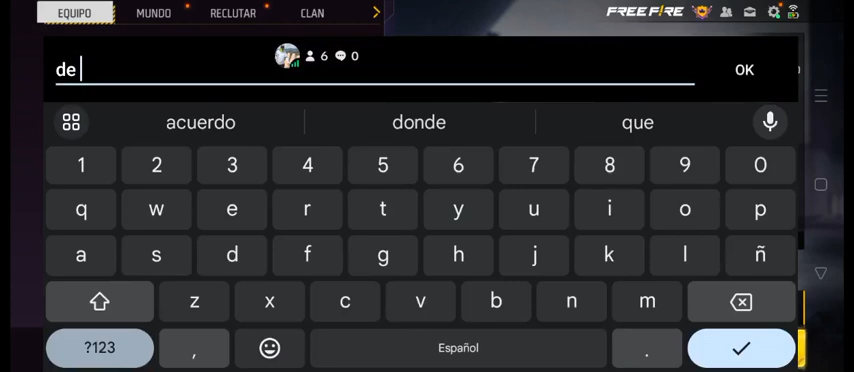 EQUIPO MUNDO RECLUTAR CLAN FREE FIRE
6 0
de OK
acuerdo donde que
1 2 3 4 5 6 7 8 9 0
q w e r t y u i o p
a s d f g h j k l ñ
z x c v b n m
?123 , Español .